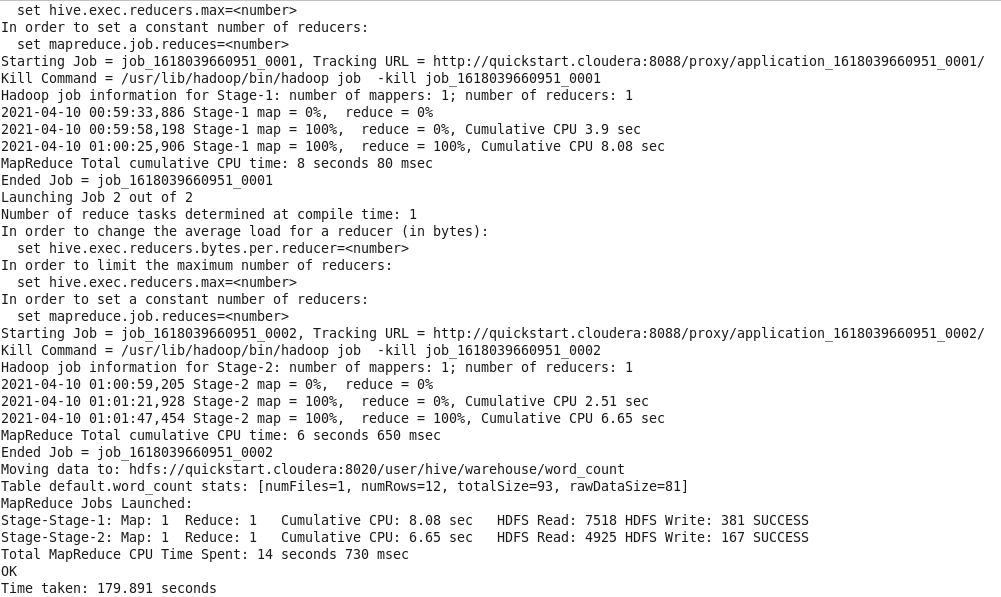 set hive.exec.reducers.max=<number>
In order to set a constant number of reducers:
  set mapreduce.job.reduces=<number>
Starting Job = job_1618039660951_0001, Tracking URL = http://quickstart.cloudera:8088/proxy/application_1618039660951_0001/
Kill Command = /usr/lib/hadoop/bin/hadoop job  -kill job_1618039660951_0001
Hadoop job information for Stage-1: number of mappers: 1; number of reducers: 1
2021-04-10 00:59:33,886 Stage-1 map = 0%,  reduce = 0%
2021-04-10 00:59:58,198 Stage-1 map = 100%,  reduce = 0%, Cumulative CPU 3.9 sec
2021-04-10 01:00:25,906 Stage-1 map = 100%,  reduce = 100%, Cumulative CPU 8.08 sec
MapReduce Total cumulative CPU time: 8 seconds 80 msec
Ended Job = job_1618039660951_0001
Launching Job 2 out of 2
Number of reduce tasks determined at compile time: 1
In order to change the average load for a reducer (in bytes):
  set hive.exec.reducers.bytes.per.reducer=<number>
In order to limit the maximum number of reducers:
  set hive.exec.reducers.max=<number>
In order to set a constant number of reducers:
  set mapreduce.job.reduces=<number>
Starting Job = job_1618039660951_0002, Tracking URL = http://quickstart.cloudera:8088/proxy/application_1618039660951_0002/
Kill Command = /usr/lib/hadoop/bin/hadoop job  -kill job_1618039660951_0002
Hadoop job information for Stage-2: number of mappers: 1; number of reducers: 1
2021-04-10 01:00:59,205 Stage-2 map = 0%,  reduce = 0%
2021-04-10 01:01:21,928 Stage-2 map = 100%,  reduce = 0%, Cumulative CPU 2.51 sec
2021-04-10 01:01:47,454 Stage-2 map = 100%,  reduce = 100%, Cumulative CPU 6.65 sec
MapReduce Total cumulative CPU time: 6 seconds 650 msec
Ended Job = job_1618039660951_0002
Moving data to: hdfs://quickstart.cloudera:8020/user/hive/warehouse/word_count
Table default.word_count stats: [numFiles=1, numRows=12, totalSize=93, rawDataSize=81]
MapReduce Jobs Launched:
Stage-Stage-1: Map: 1  Reduce: 1   Cumulative CPU: 8.08 sec   HDFS Read: 7518 HDFS Write: 381 SUCCESS
Stage-Stage-2: Map: 1  Reduce: 1   Cumulative CPU: 6.65 sec   HDFS Read: 4925 HDFS Write: 167 SUCCESS
Total MapReduce CPU Time Spent: 14 seconds 730 msec
OK
Time taken: 179.891 seconds